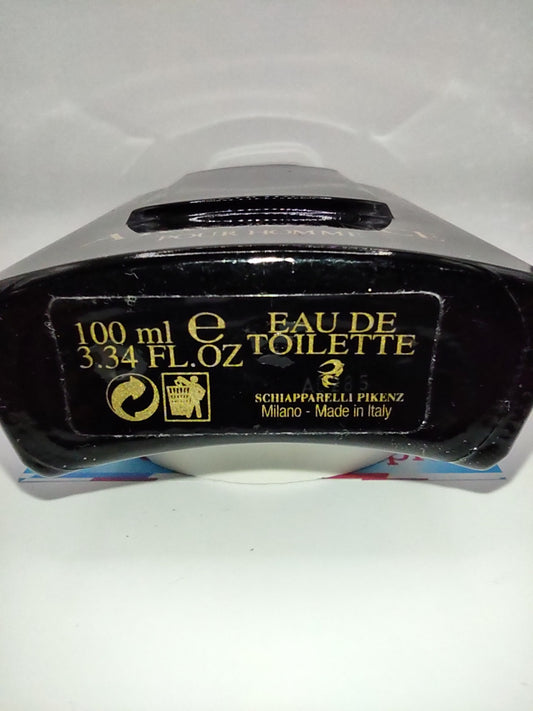 POUR HOMME
100 ml e
3.34 FL.OZ
EAU DE
TOILETTE
SCHIAPPARELLI PIKENZ
Milano - Made in Italy